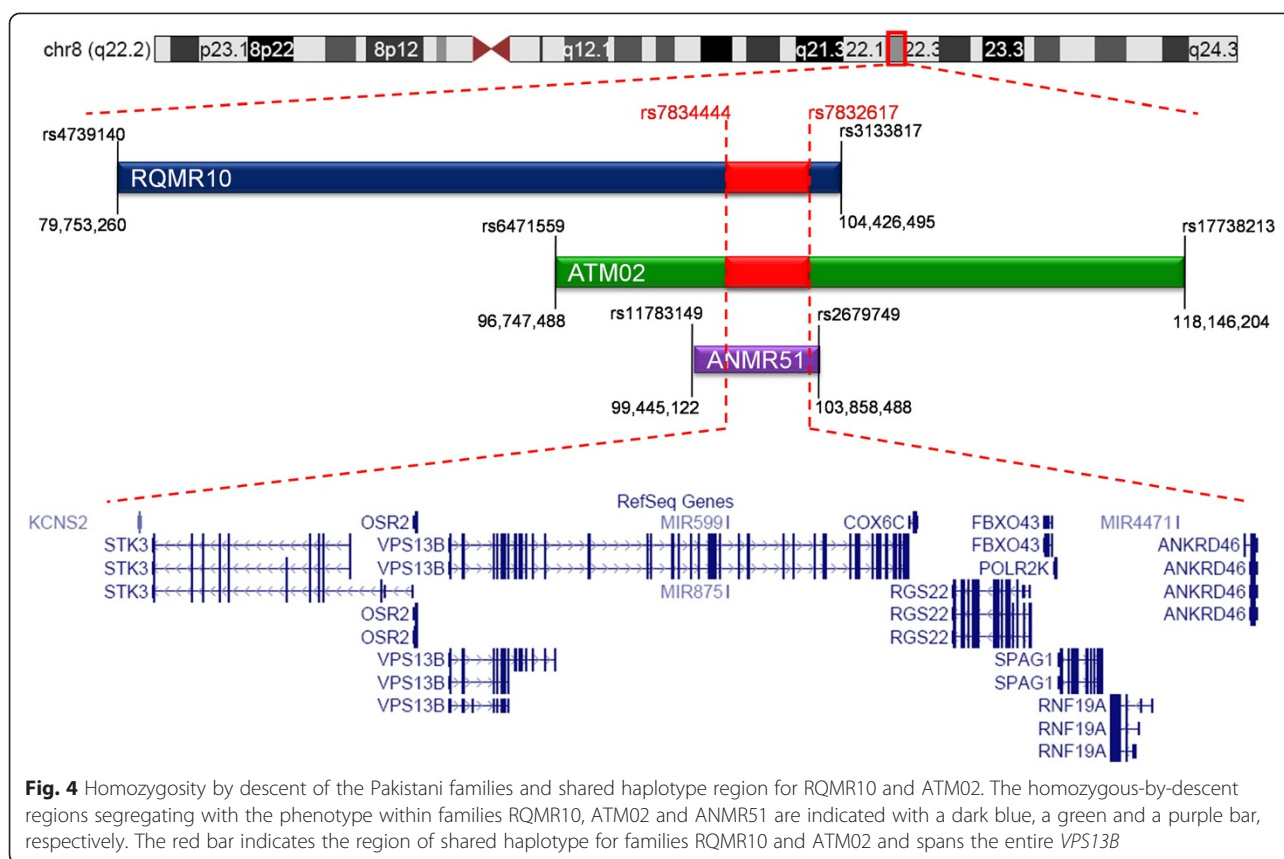 chr8 (q22.2) p23.1 8p22 8p12 q12.1 q21.3 22.1 22.3 23.3 q24.3
rs7834444 rs7832617
rs4739140 rs3133817
RQMR10
79,753,260 104,426,495
rs6471559 rs17738213
ATM02
96,747,488 118,146,204
rs11783149 rs2679749
ANMR51
99,445,122 103,858,488
RefSeq Genes
KCNS2 OSR2 MIR599 COX6C FBXO43 MIR4471
STK3 VPS13B FBXO43 ANKRD46
STK3 VPS13B POLR2K ANKRD46
STK3 MIR875 RGS22 ANKRD46
OSR2 RGS22 ANKRD46
OSR2 RGS22
VPS13B SPAG1
VPS13B SPAG1
VPS13B RNF19A
RNF19A
RNF19A
Fig. 4 Homozygosity by descent of the Pakistani families and shared haplotype region for RQMR10 and ATM02. The homozygous-by-descent
regions segregating with the phenotype within families RQMR10, ATM02 and ANMR51 are indicated with a dark blue, a green and a purple bar,
respectively. The red bar indicates the region of shared haplotype for families RQMR10 and ATM02 and spans the entire VPS13B